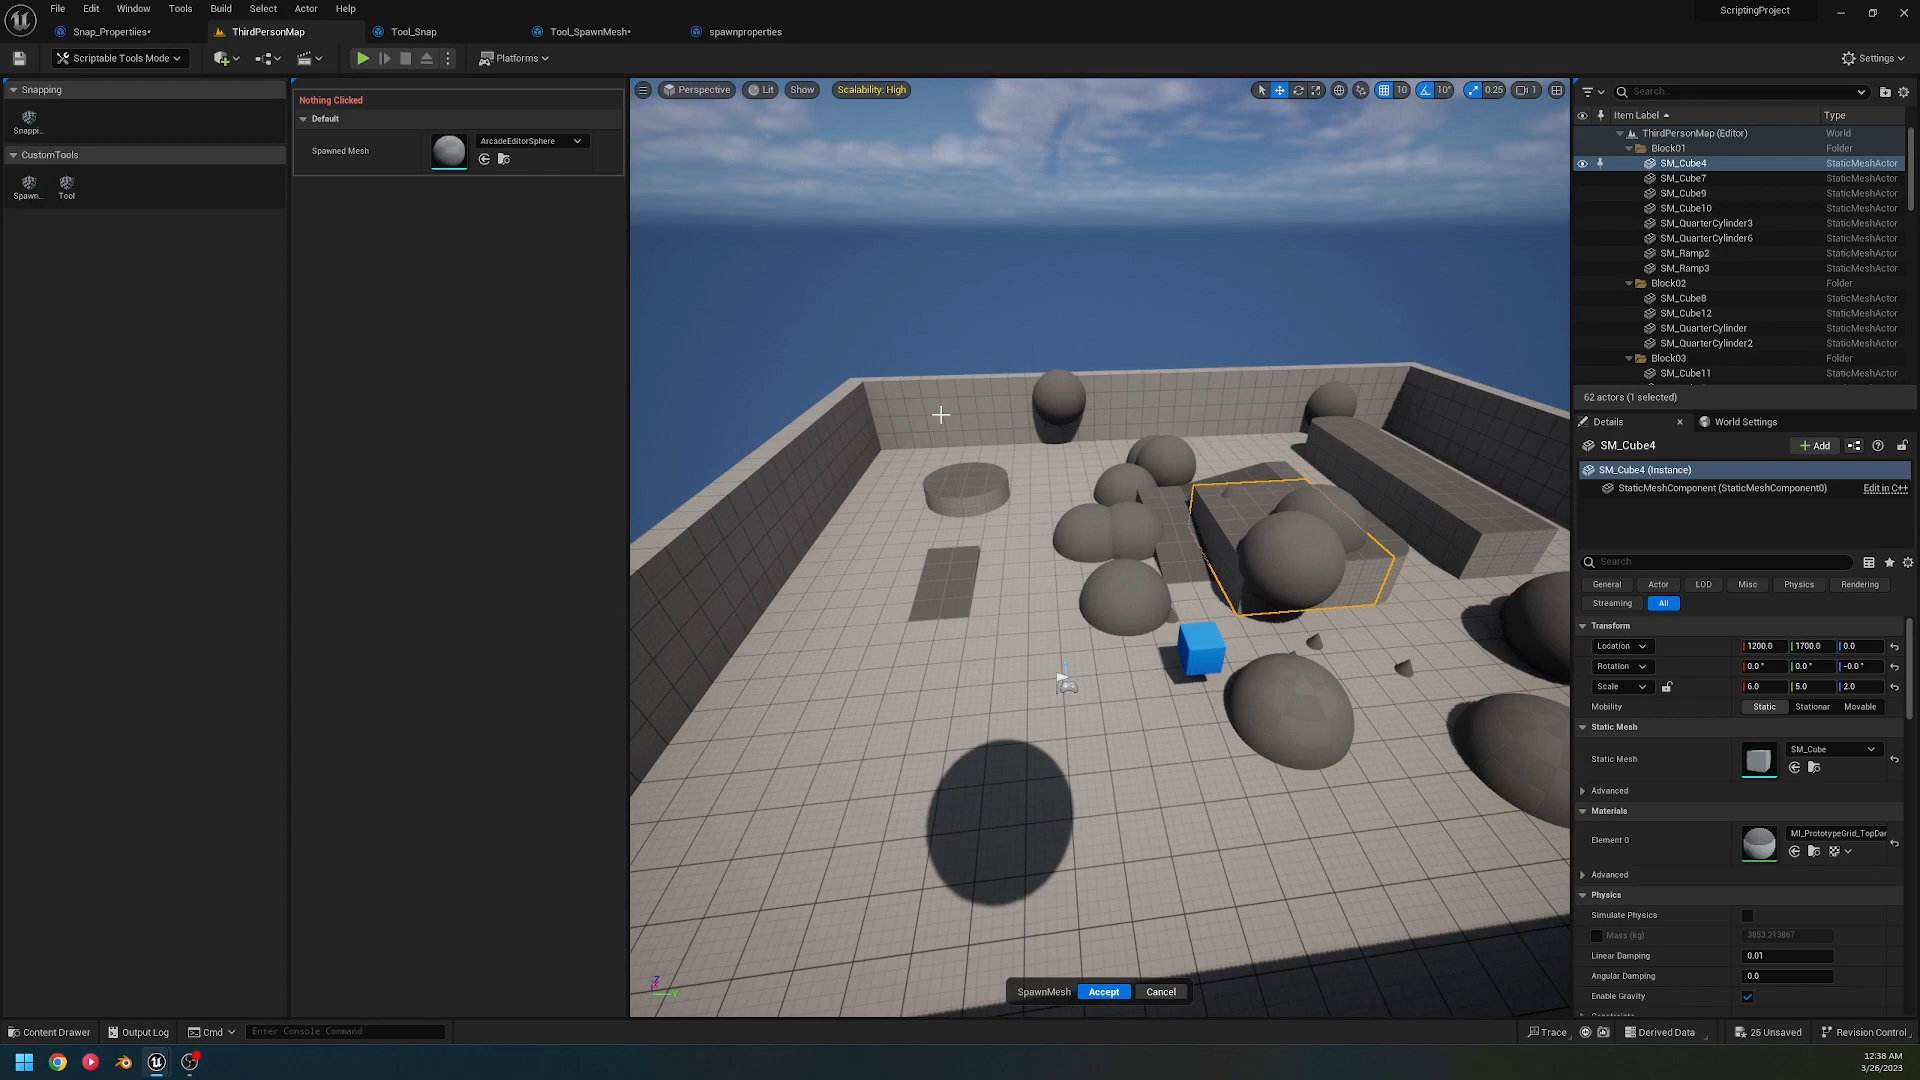 File Edit Window Tools Build Select Actor Help
ScriptingProject
Snap_Propertiies• ThirdPersonMap Tool_Snap Tool_SpawnMesh• spawnproperties
Scriptable Tools Mode Platforms Settings
Snapping
Snappi...
CustomTools
Spawn... Tool
Nothing Clicked
Default
Spawned Mesh ArcadeEditorSphere
Perspective Lit Show Scalability: High 10 10° 0.25 1
SpawnMesh Accept Cancel
Search...
Item Label Type
ThirdPersonMap (Editor) World
Block01 Folder
SM_Cube4 StaticMeshActor
SM_Cube7 StaticMeshActor
SM_Cube9 StaticMeshActor
SM_Cube10 StaticMeshActor
SM_QuarterCylinder3 StaticMeshActor
SM_QuarterCylinder6 StaticMeshActor
SM_Ramp2 StaticMeshActor
SM_Ramp3 StaticMeshActor
Block02 Folder
SM_Cube8 StaticMeshActor
SM_Cube12 StaticMeshActor
SM_QuarterCylinder StaticMeshActor
SM_QuarterCylinder2 StaticMeshActor
Block03 Folder
SM_Cube11 StaticMeshActor
62 actors (1 selected)
Details World Settings
SM_Cube4 Add
SM_Cube4 (Instance)
StaticMeshComponent (StaticMeshComponent0) Edit in C++
Search
General Actor LOD Misc Physics Rendering
Streaming All
Transform
Location 1200.0 1700.0 0.0
Rotation 0.0° 0.0° -0.0°
Scale 6.0 5.0 2.0
Mobility Static Stationar Movable
Static Mesh
Static Mesh SM_Cube
Advanced
Materials
Element 0 MI_PrototypeGrid_TopDar
Advanced
Physics
Simulate Physics
Mass (kg) 3853.213867
Linear Damping 0.01
Angular Damping 0.0
Enable Gravity
Constraints
Content Drawer Output Log Cmd Enter Console Command Trace Derived Data 25 Unsaved Revision Control
12:38 AM
3/26/2023